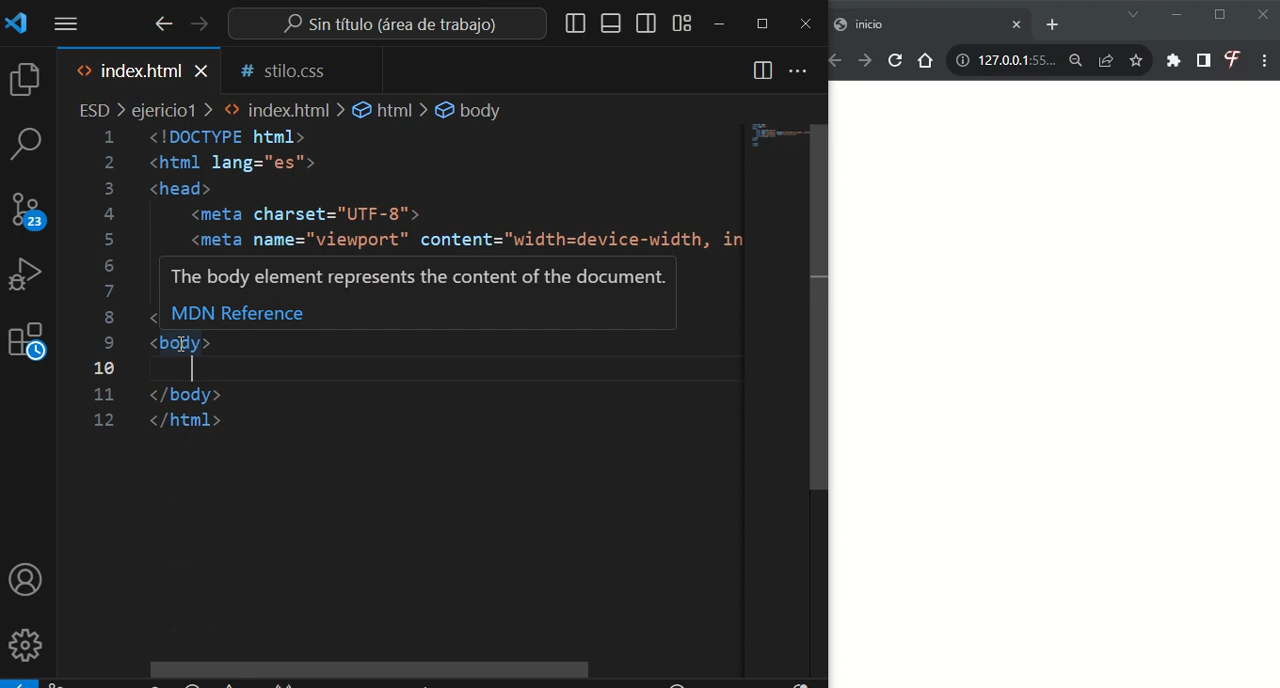 Sin título (área de trabajo)
index.html
# stilo.css
ESD > ejericio1 > index.html > html > body
1 <!DOCTYPE html>
2 <html lang="es">
3 <head>
4 <meta charset="UTF-8">
5 <meta name="viewport" content="width=device-width, in
6
The body element represents the content of the document.
7
MDN Reference
8 <
9 <body>
10
11 </body>
12 </html>
23
inicio
127.0.0.1:55...